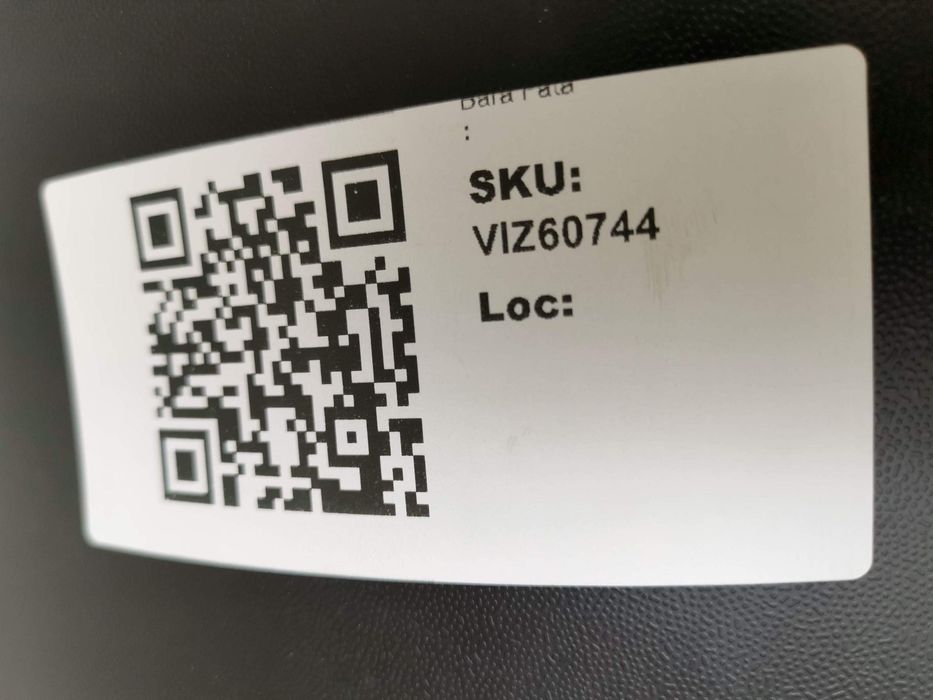 Bara Fata
:
SKU:
VIZ60744
Loc: